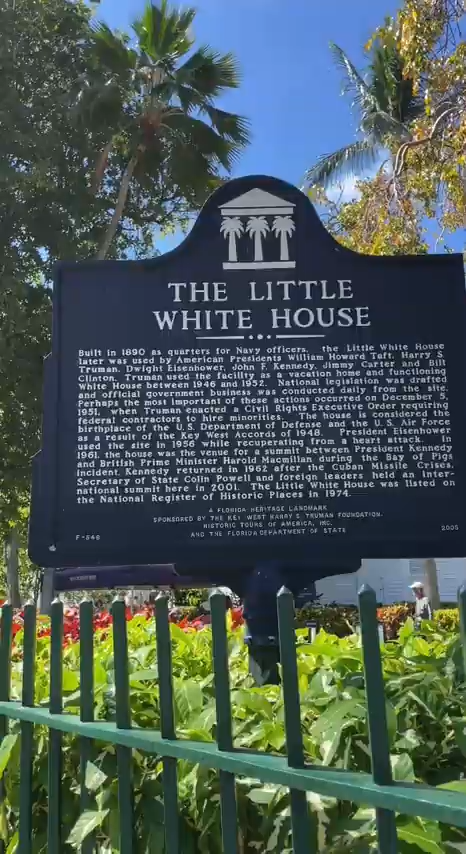 THE LITTLE
WHITE HOUSE
Built in 1890 as quarters for Navy officers, the Little White House
later was used by American Presidents William Howard Taft, Harry S.
Truman, Dwight Eisenhower, John F. Kennedy, Jimmy Carter and Bill
Clinton. Truman used the facility as a vacation home and functioning
White House between 1946 and 1952. National legislation was drafted
and official government business was conducted daily from the site.
Perhaps the most important of these actions occurred on December 5,
1951, when Truman enacted a Civil Rights Executive Order requiring
federal contractors to hire minorities. The house is considered the
birthplace of the U.S. Department of Defense and the U.S. Air Force
as a result of the Key West Accords of 1948. President Eisenhower
used the site in 1956 while recuperating from a heart attack. In
1961, the house was the venue for a summit between President Kennedy
and British Prime Minister Harold Macmillan during the Bay of Pigs
incident. Kennedy returned in 1962 after the Cuban Missile Crises.
Secretary of State Colin Powell and foreign leaders held an inter-
national summit here in 2001. The Little White House was listed on
the National Register of Historic Places in 1974.
A FLORIDA HERITAGE LANDMARK
SPONSORED BY THE KEY WEST HARRY S. TRUMAN FOUNDATION,
HISTORIC TOURS OF AMERICA, INC.
F-546 AND THE FLORIDA DEPARTMENT OF STATE 2005